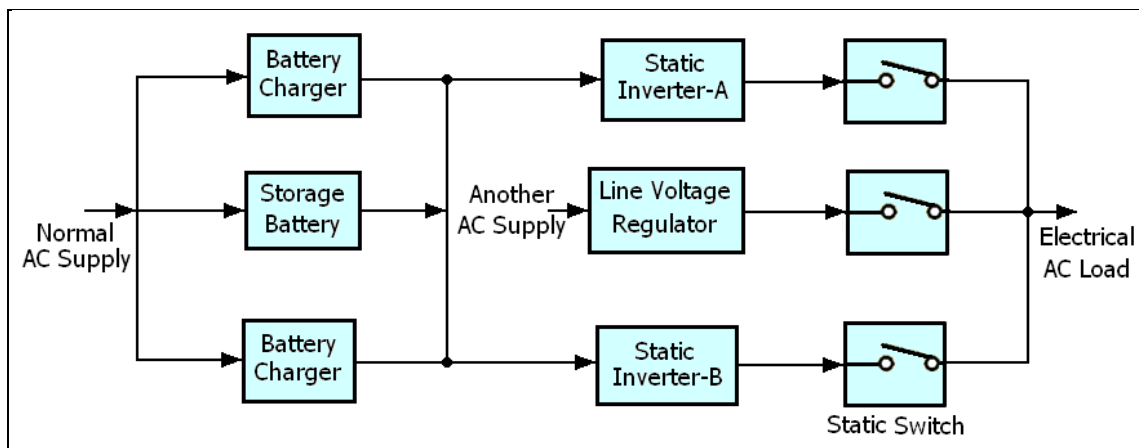 Battery
Charger
Static
Inverter-A
Normal
AC Supply
Storage
Battery
Another
AC Supply
Line Voltage
Regulator
Electrical
AC Load
Battery
Charger
Static
Inverter-B
Static Switch